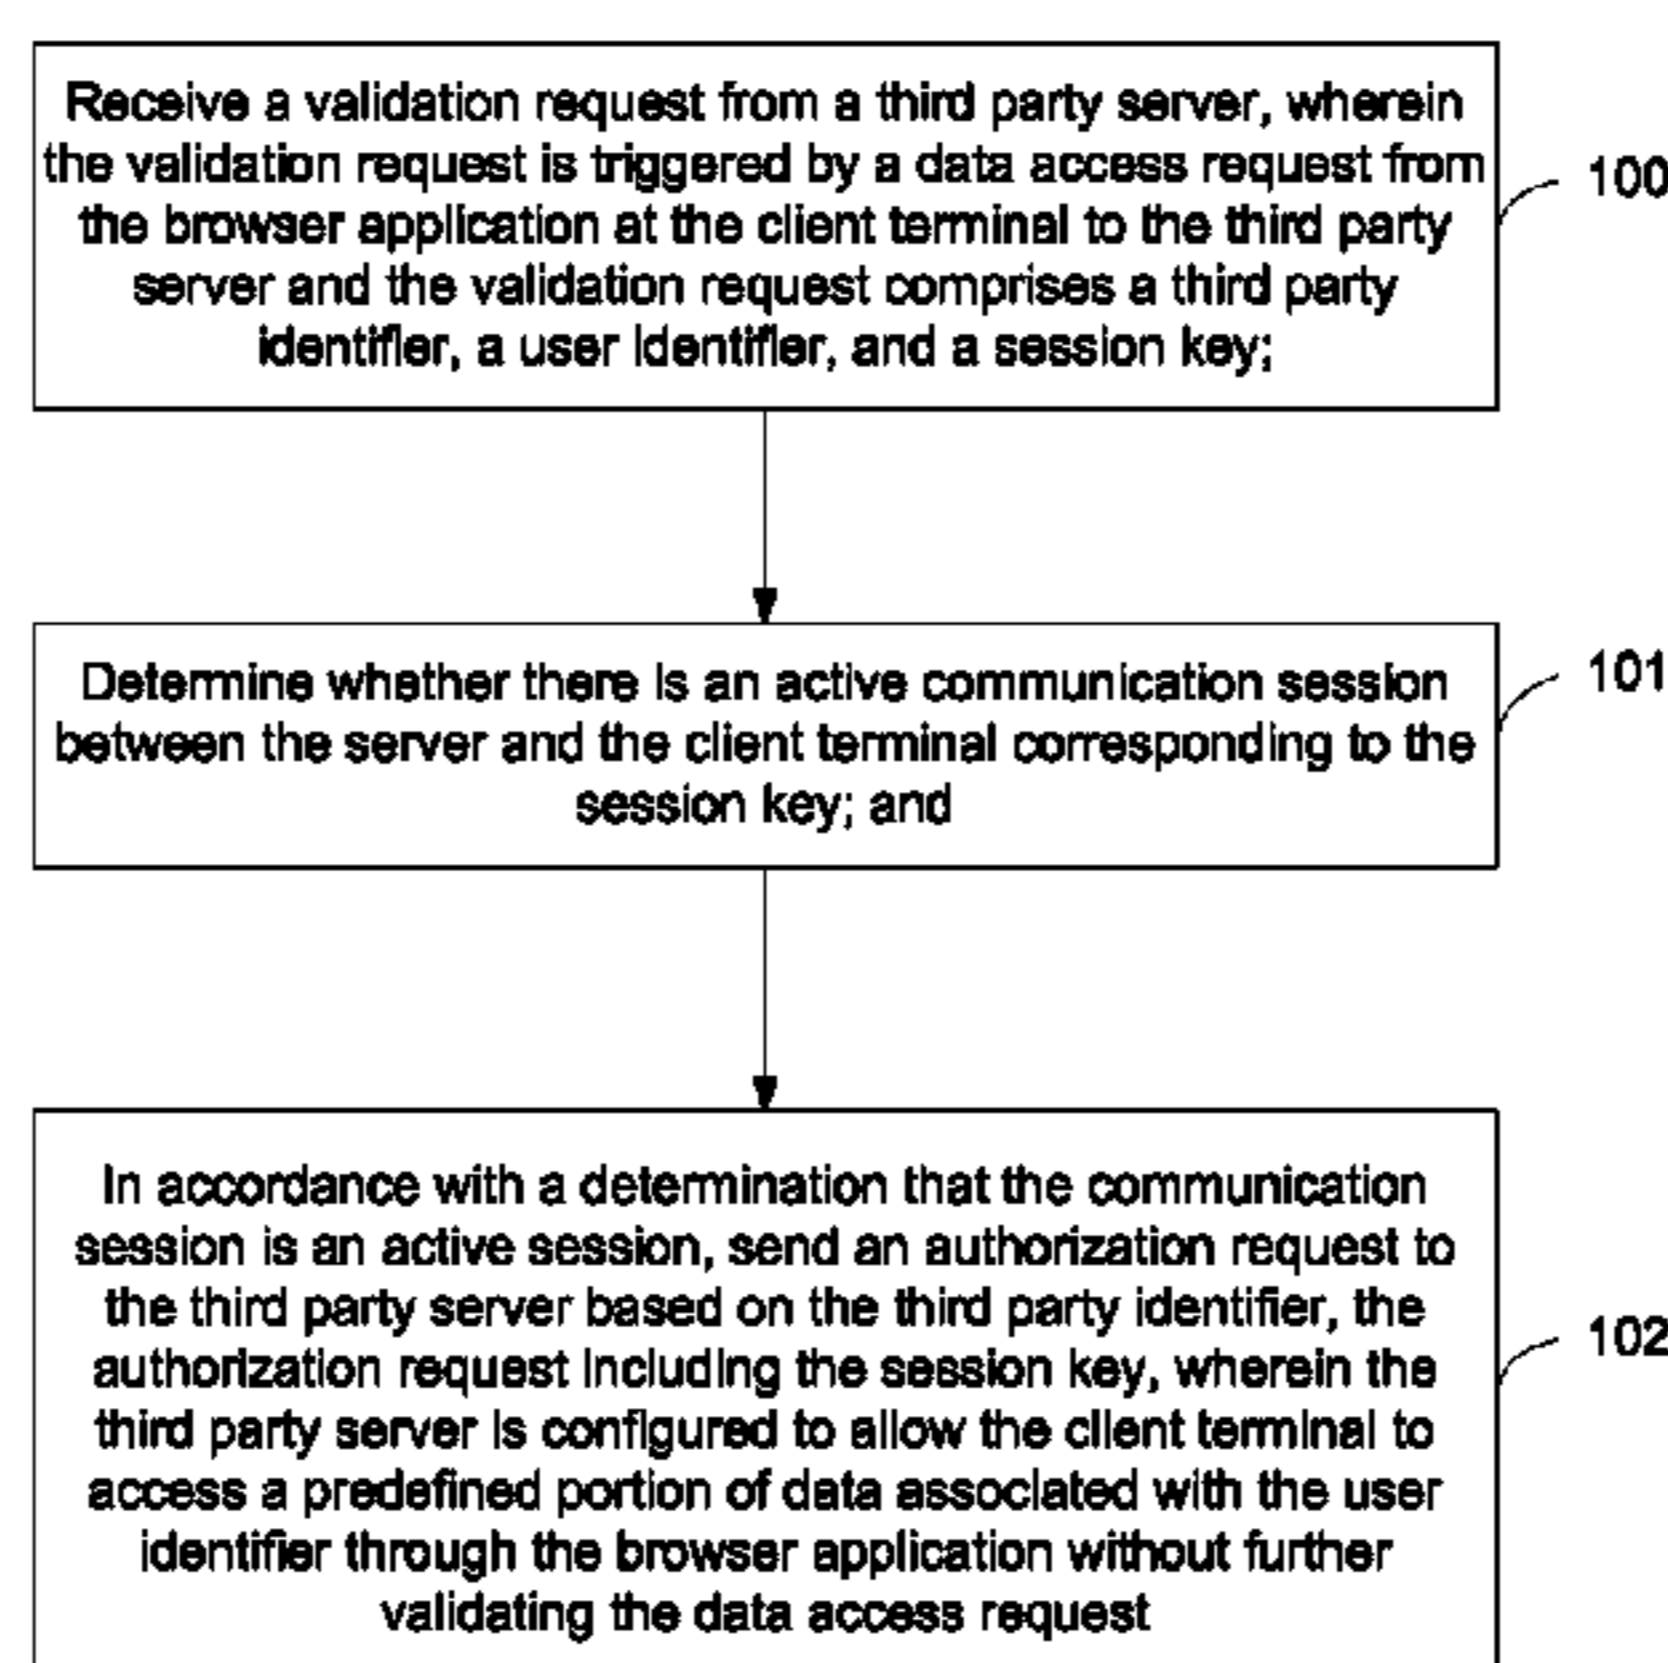 Receive a validation request from a third party server, wherein
the validation request is triggered by a data access request from
the browser application at the client terminal to the third party
server and the validation request comprises a third party
identifier, a user identifier, and a session key;
100
Determine whether there is an active communication session
between the server and the client terminal corresponding to the
session key; and
101
In accordance with a determination that the communication
session is an active session, send an authorization request to
the third party server based on the third party identifier, the
authorization request including the session key, wherein the
third party server is configured to allow the client terminal to
access a predefined portion of data associated with the user
identifier through the browser application without further
validating the data access request
102